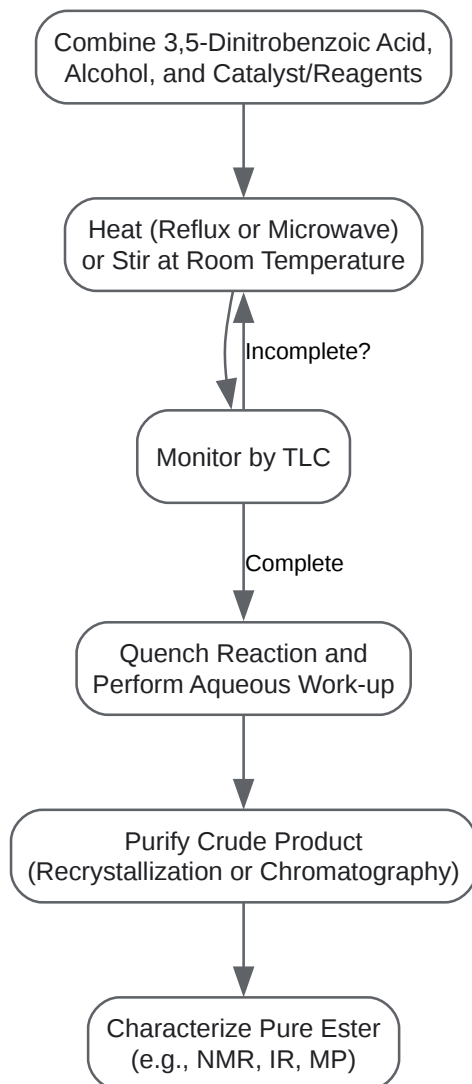 Combine 3,5-Dinitrobenzoic Acid,
Alcohol, and Catalyst/Reagents
Heat (Reflux or Microwave)
or Stir at Room Temperature
Incomplete?
Monitor by TLC
Complete
Quench Reaction and
Perform Aqueous Work-up
Purify Crude Product
(Recrystallization or Chromatography)
Characterize Pure Ester
(e.g., NMR, IR, MP)